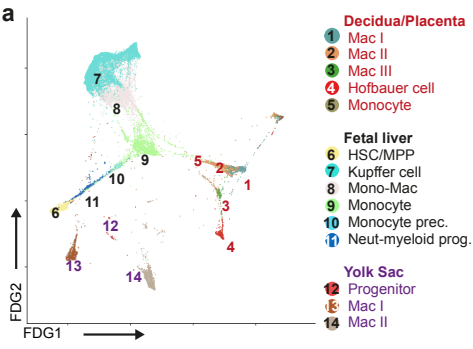 a
Decidua/Placenta
1 Mac I
2 Mac II
3 Mac III
4 Hofbauer cell
5 Monocyte
Fetal liver
6 HSC/MPP
7 Kupffer cell
8 Mono-Mac
9 Monocyte
10 Monocyte prec.
11 Neut-myeloid prog.
Yolk Sac
12 Progenitor
13 Mac I
14 Mac II
7
8
9
5 2
1
10
11
3
6
12
4
13
14
FDG2
FDG1